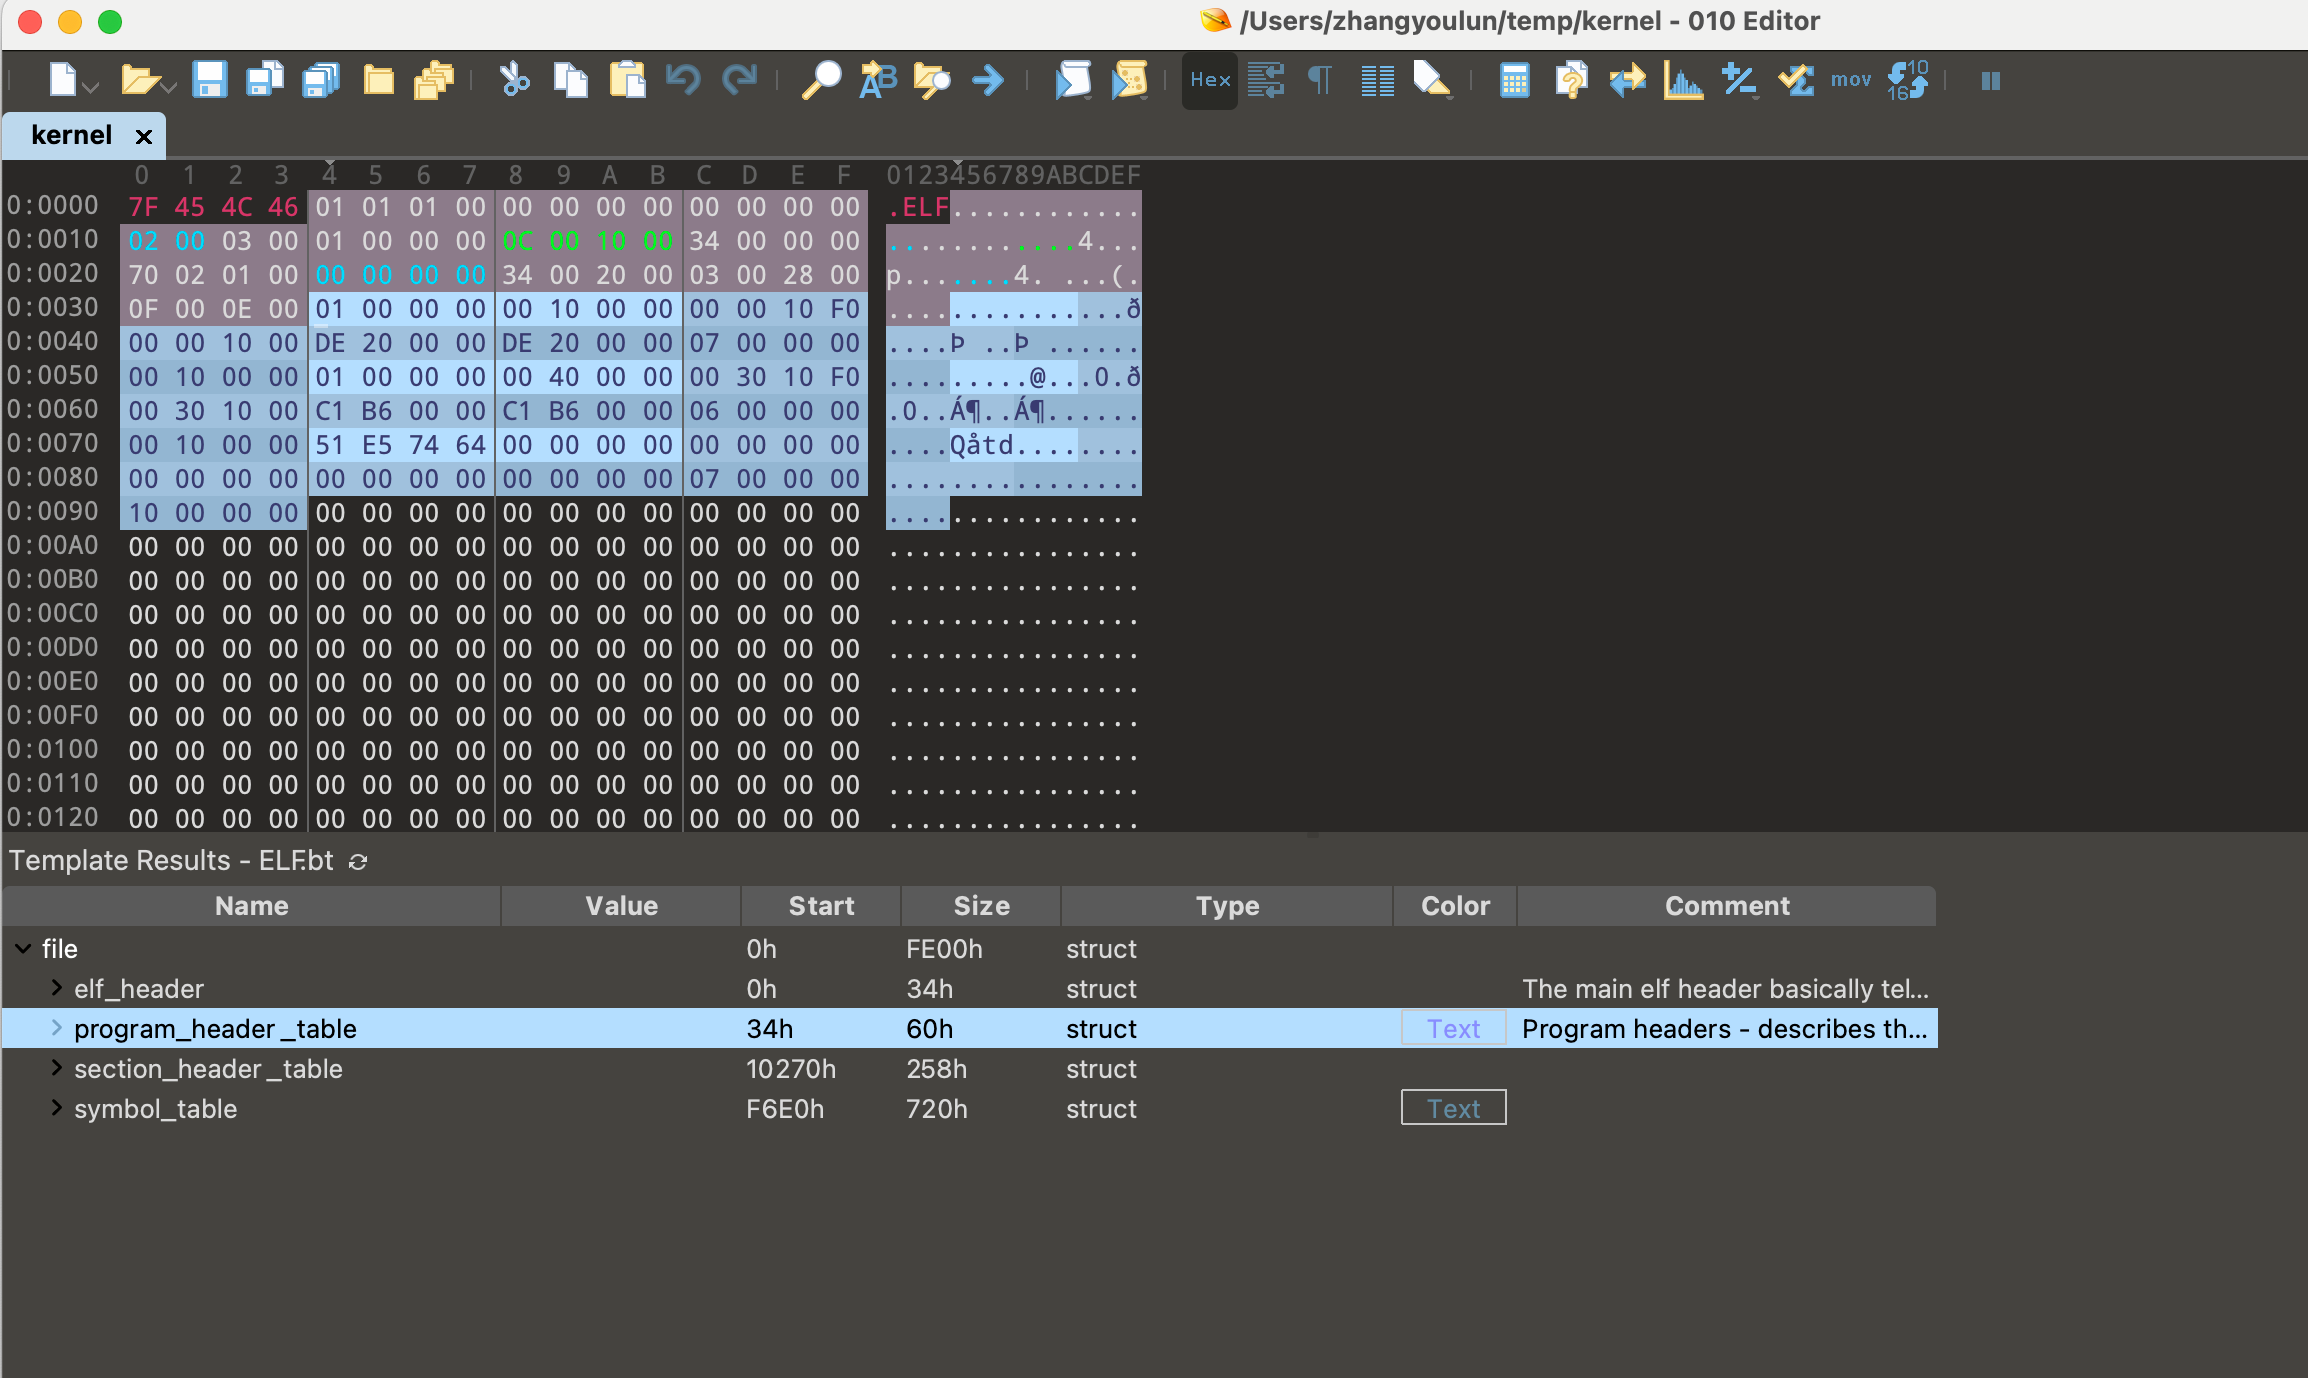 /Users/zhangyoulun/temp/kernel - 010 Editor
Hex mov 10 16
kernel ×
0 1 2 3 4 5 6 7 8 9 A B C D E F 0123456789ABCDEF
0:0000 7F 45 4C 46 01 01 01 00 00 00 00 00 00 00 00 00 .ELF............
0:0010 02 00 03 00 01 00 00 00 0C 00 10 00 34 00 00 00 ............4...
0:0020 70 02 01 00 00 00 00 00 34 00 20 00 03 00 28 00 p.......4. ...(.
0:0030 0F 00 0E 00 01 00 00 00 00 10 00 00 00 00 10 F0 ...............ð
0:0040 00 00 10 00 DE 20 00 00 DE 20 00 00 07 00 00 00 ....Þ ..Þ ......
0:0050 00 10 00 00 01 00 00 00 00 40 00 00 00 30 10 F0 .........@...0.ð
0:0060 00 30 10 00 C1 B6 00 00 C1 B6 00 00 06 00 00 00 .0..Á¶..Á¶......
0:0070 00 10 00 00 51 E5 74 64 00 00 00 00 00 00 00 00 ....Qåtd........
0:0080 00 00 00 00 00 00 00 00 00 00 00 00 07 00 00 00 ................
0:0090 10 00 00 00 00 00 00 00 00 00 00 00 00 00 00 00 ................
0:00A0 00 00 00 00 00 00 00 00 00 00 00 00 00 00 00 00 ................
0:00B0 00 00 00 00 00 00 00 00 00 00 00 00 00 00 00 00 ................
0:00C0 00 00 00 00 00 00 00 00 00 00 00 00 00 00 00 00 ................
0:00D0 00 00 00 00 00 00 00 00 00 00 00 00 00 00 00 00 ................
0:00E0 00 00 00 00 00 00 00 00 00 00 00 00 00 00 00 00 ................
0:00F0 00 00 00 00 00 00 00 00 00 00 00 00 00 00 00 00 ................
0:0100 00 00 00 00 00 00 00 00 00 00 00 00 00 00 00 00 ................
0:0110 00 00 00 00 00 00 00 00 00 00 00 00 00 00 00 00 ................
0:0120 00 00 00 00 00 00 00 00 00 00 00 00 00 00 00 00 ................
Template Results - ELF.bt
Name Value Start Size Type Color Comment
file 0h FE00h struct
elf_header 0h 34h struct The main elf header basically tel...
program_header_table 34h 60h struct Text Program headers - describes th...
section_header_table 10270h 258h struct
symbol_table F6E0h 720h struct Text